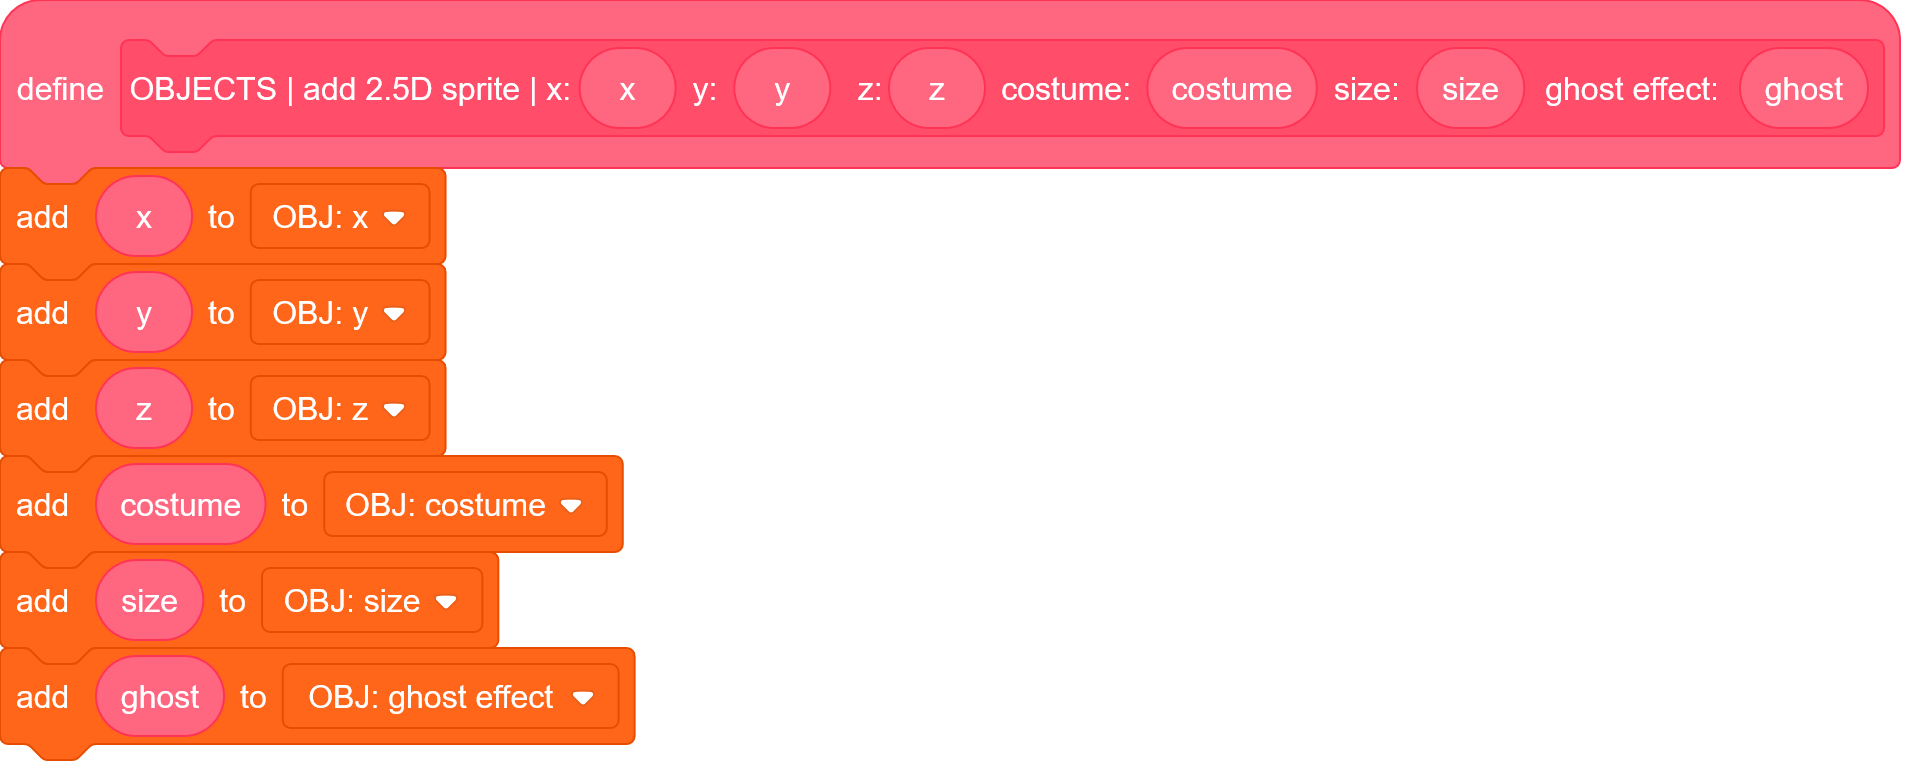 define OBJECTS | add 2.5D sprite | x: x y: y z: z costume: costume size: size ghost effect: ghost
add x to OBJ: x
add y to OBJ: y
add z to OBJ: z
add costume to OBJ: costume
add size to OBJ: size
add ghost to OBJ: ghost effect